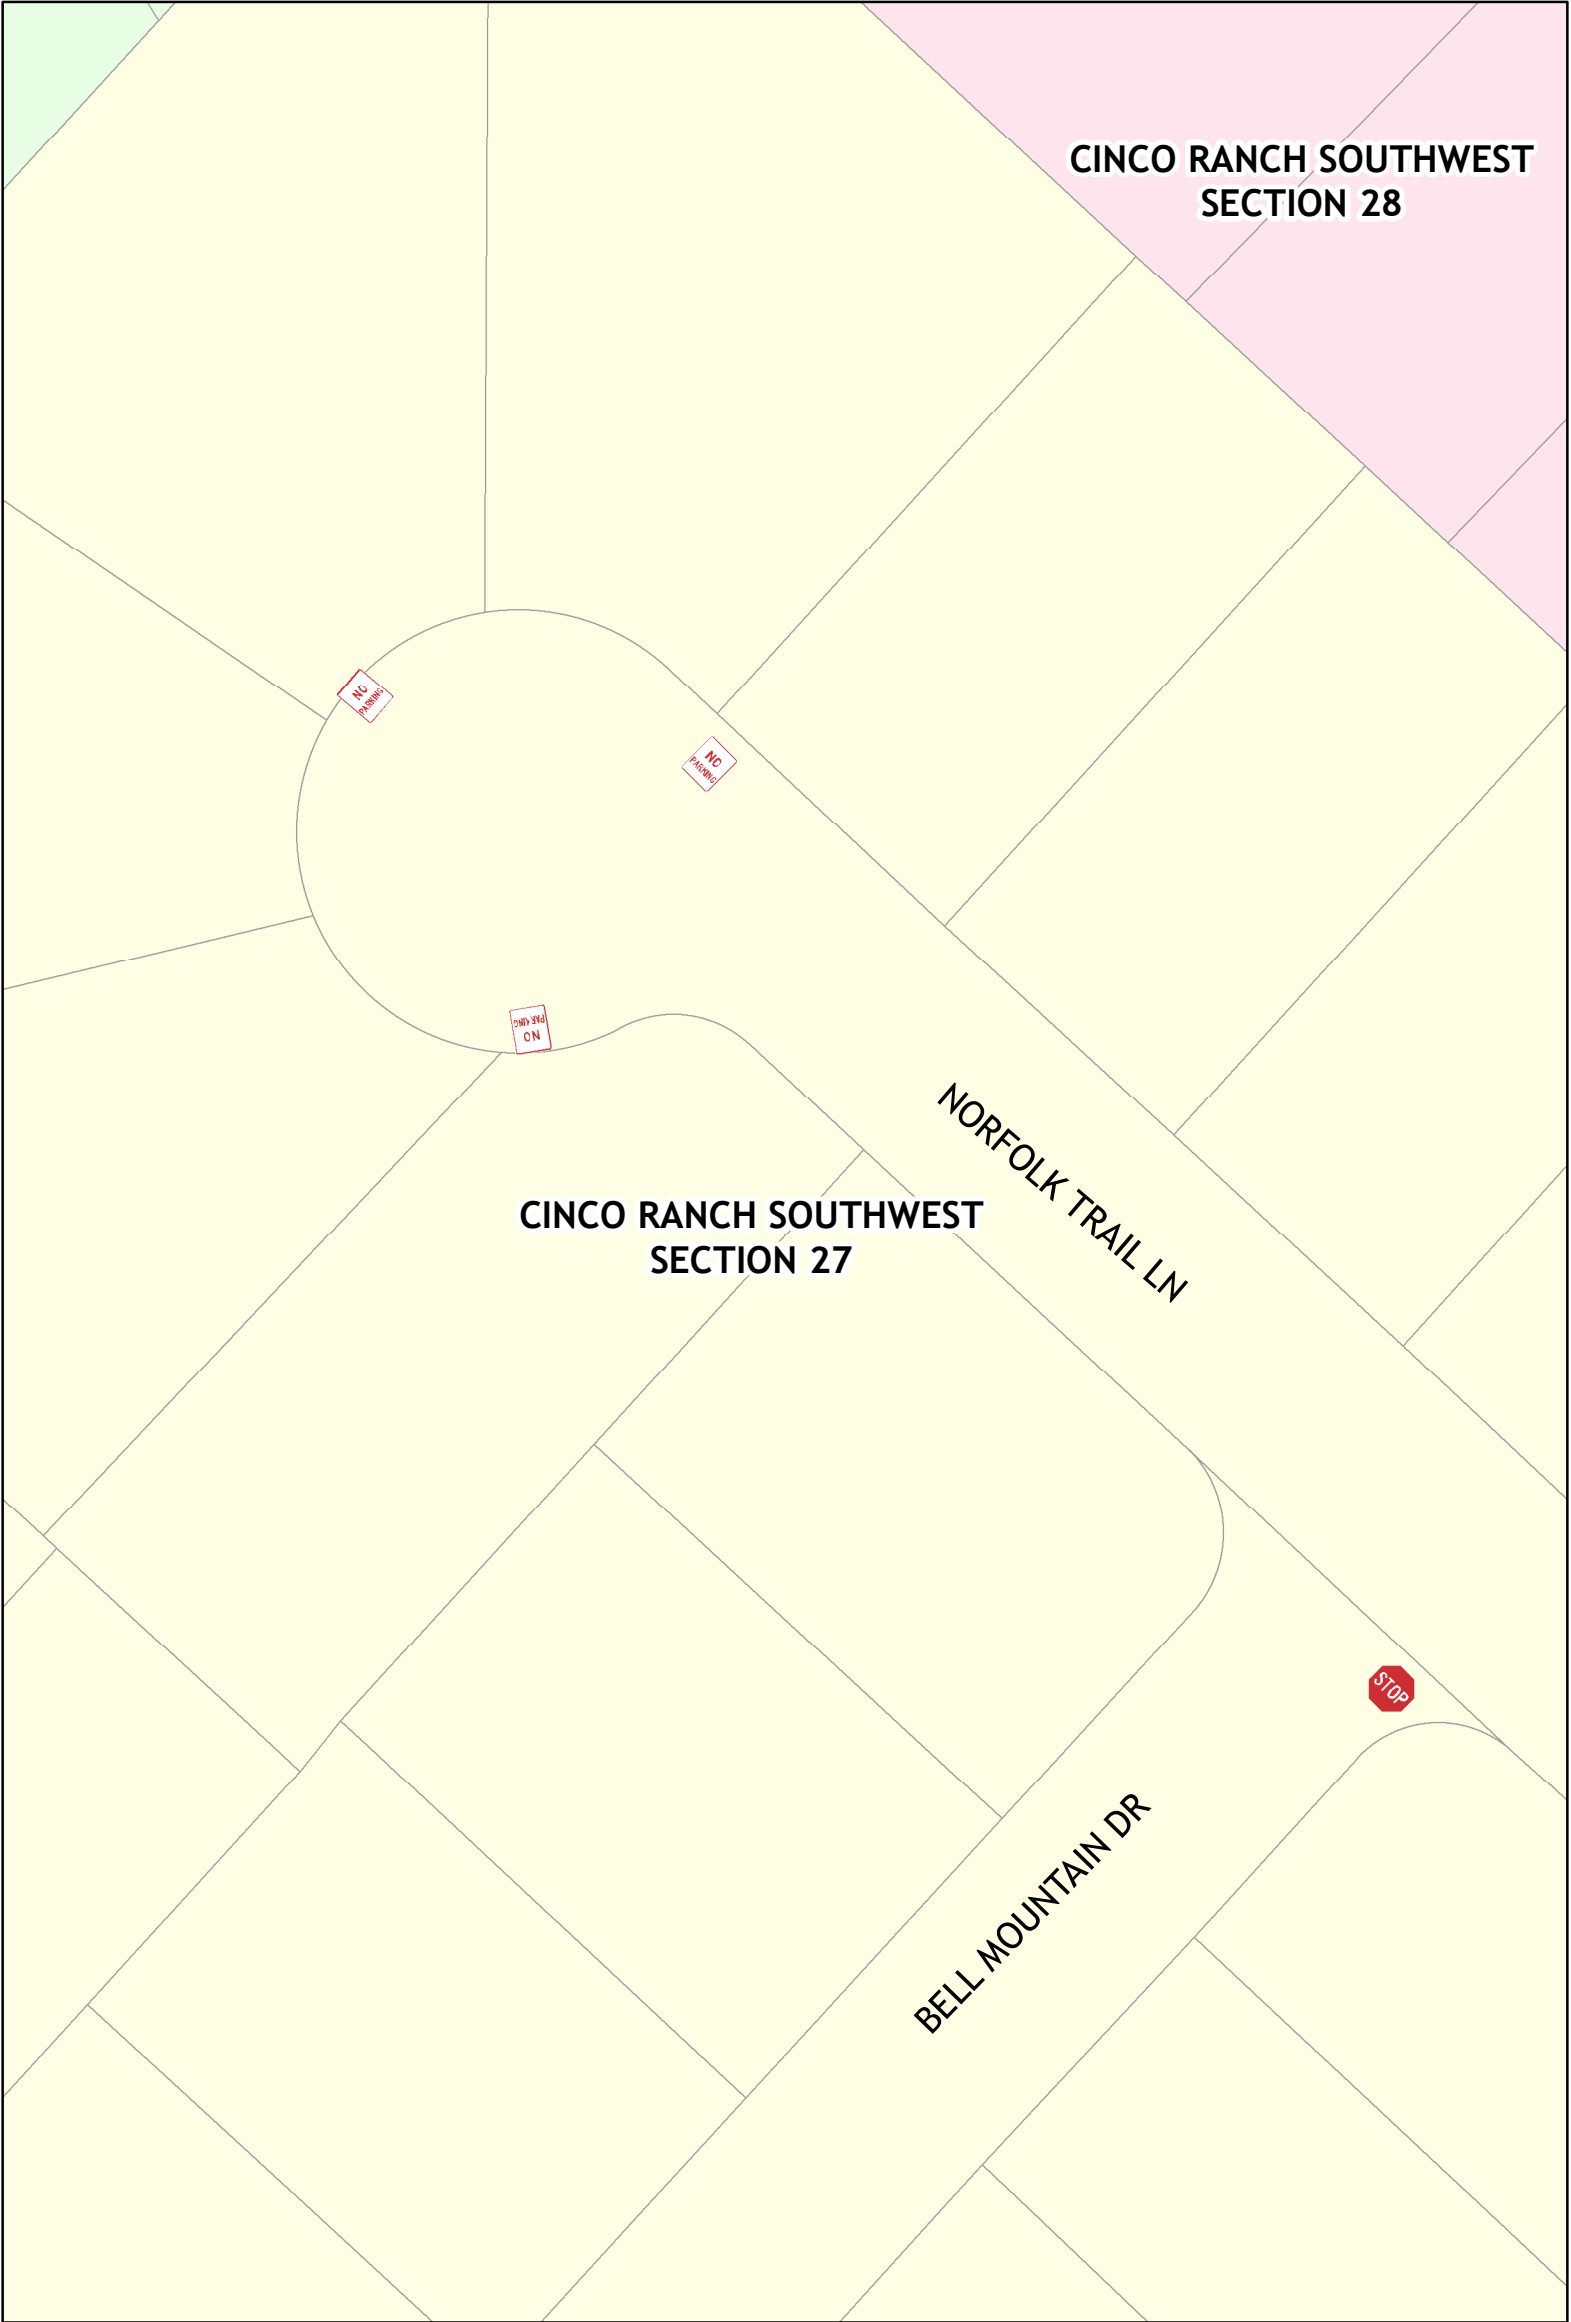 CINCO RANCH SOUTHWEST
SECTION 28
NO
PARKING
NO
PARKING
NO
PARKING
NORFOLK TRAIL LN
CINCO RANCH SOUTHWEST
SECTION 27
STOP
BELL MOUNTAIN DR